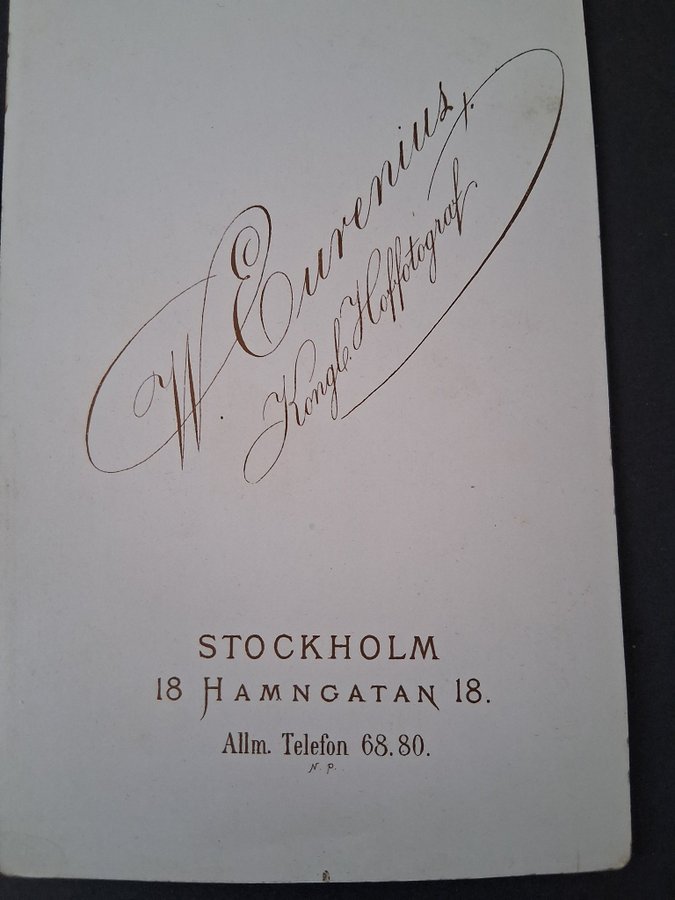 W. Eurenius,
Kongl. Hoffotograf
STOCKHOLM
18 HAMNGATAN 18.
Allm. Telefon 68.80.
N. P.